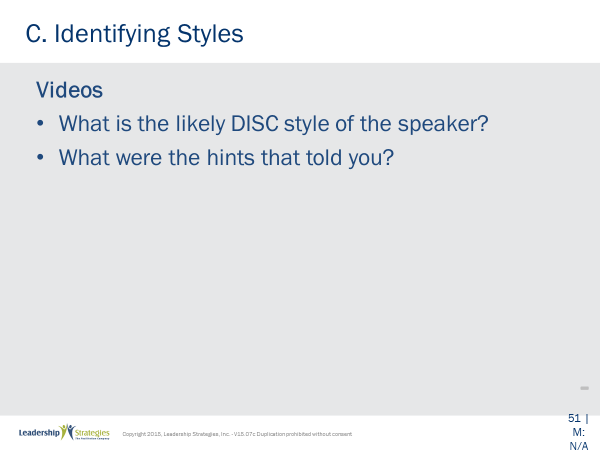 C. Identifying Styles
Videos
• What is the likely DISC style of the speaker?
• What were the hints that told you?
51 |
M:
N/A
Leadership Strategies
The Facilitation Company
Copyright 2015, Leadership Strategies, Inc. - V15.07c Duplication prohibited without consent